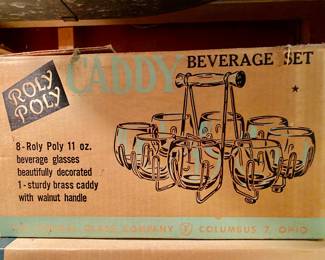 ROLY
POLY
CADDY BEVERAGE SET
8-Roly Poly 11 oz.
beverage glasses
beautifully decorated
1-sturdy brass caddy
with walnut handle
GLASS COMPANY COLUMBUS 7, OHIO